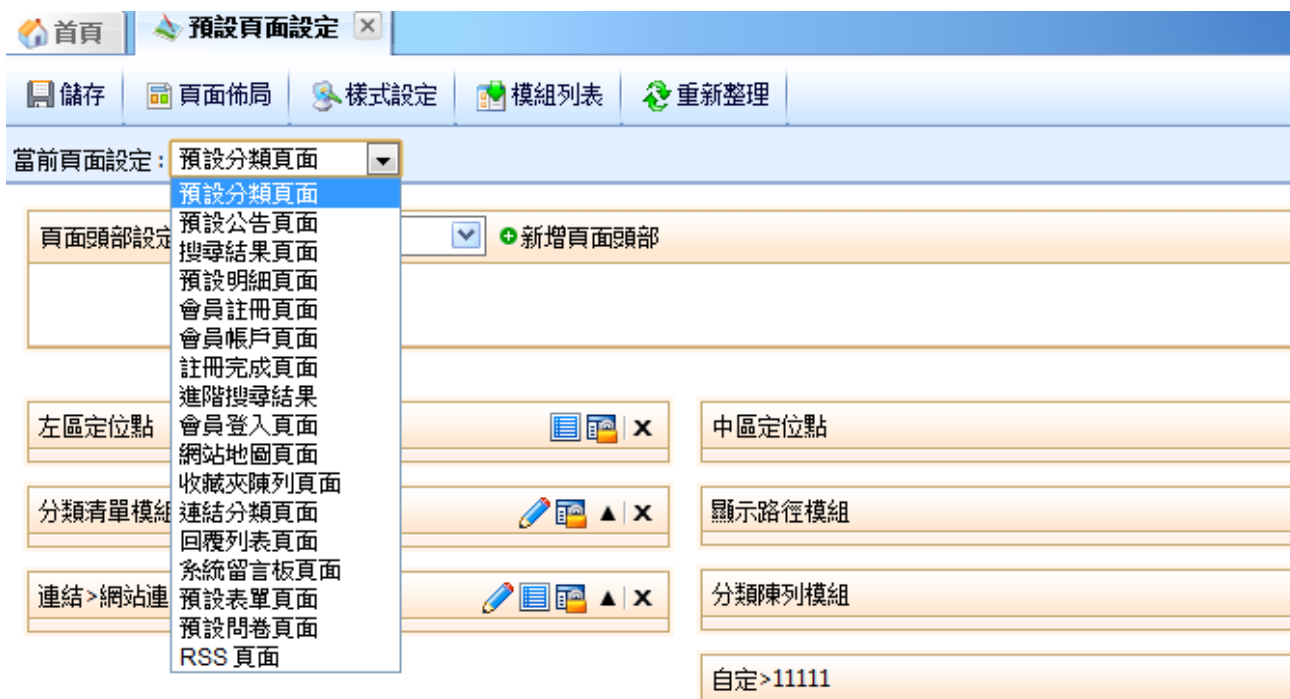 首頁
預設頁面設定
儲存
頁面佈局
樣式設定
模組列表
重新整理
當前頁面設定：
預設分類頁面
預設分類頁面
預設公告頁面
搜尋結果頁面
預設明細頁面
會員註冊頁面
會員帳戶頁面
註冊完成頁面
進階搜尋結果
會員登入頁面
網站地圖頁面
收藏夾陳列頁面
連結分類頁面
回覆列表頁面
系統留言板頁面
預設表單頁面
預設問卷頁面
RSS 頁面
頁面頭部設定
新增頁面頭部
左區定位點
分類清單模組
連結>網站連
中區定位點
顯示路徑模組
分類陳列模組
自定>11111